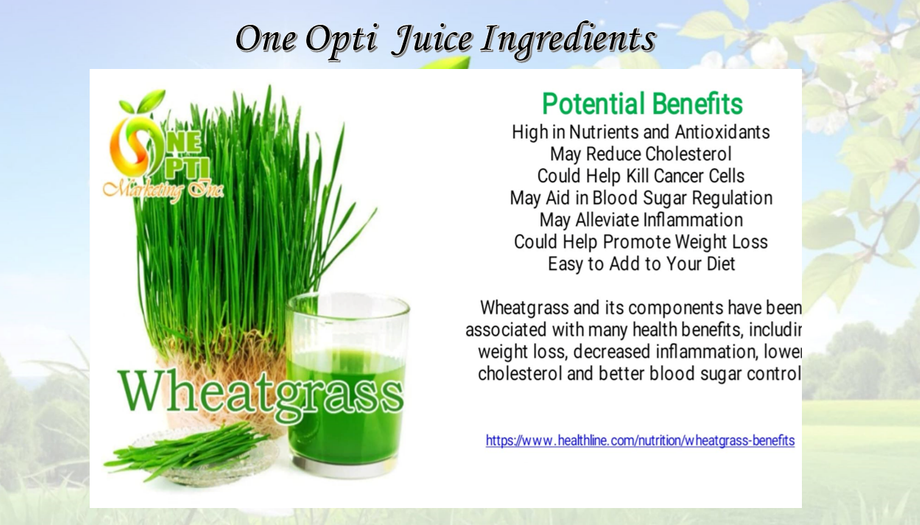 One Opti Juice Ingredients
ONE
OPTI
Marketing Inc.
Wheatgrass
Potential Benefits
High in Nutrients and Antioxidants
May Reduce Cholesterol
Could Help Kill Cancer Cells
May Aid in Blood Sugar Regulation
May Alleviate Inflammation
Could Help Promote Weight Loss
Easy to Add to Your Diet
Wheatgrass and its components have been
associated with many health benefits, includin
weight loss, decreased inflammation, lower
cholesterol and better blood sugar control
https://www.healthline.com/nutrition/wheatgrass-benefits